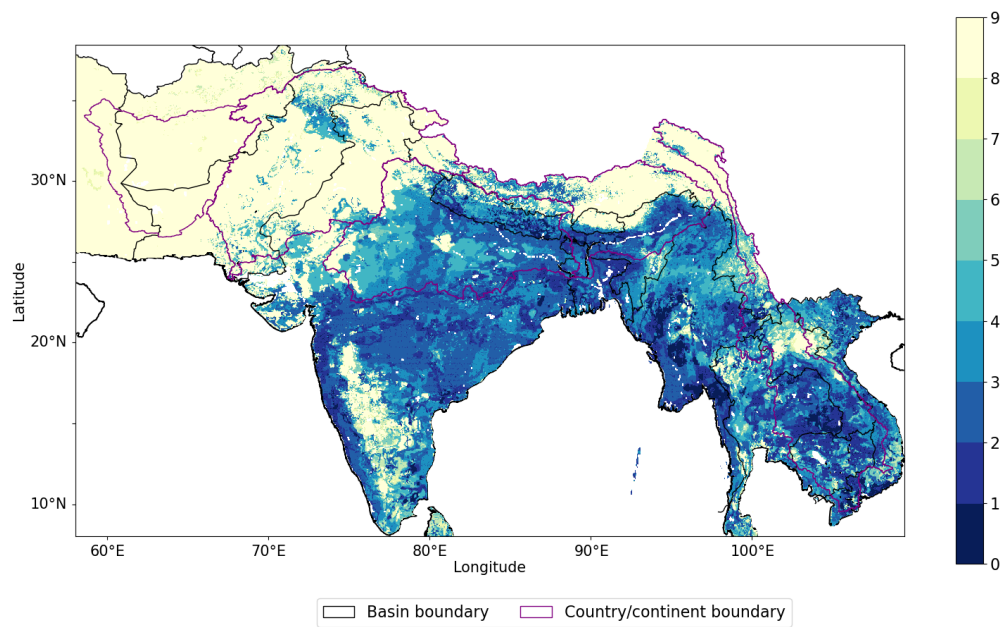 9
8
7
6
5
4
3
2
1
0
30°N
20°N
10°N
Latitude
60°E 70°E 80°E 90°E 100°E
Longitude
Basin boundary Country/continent boundary